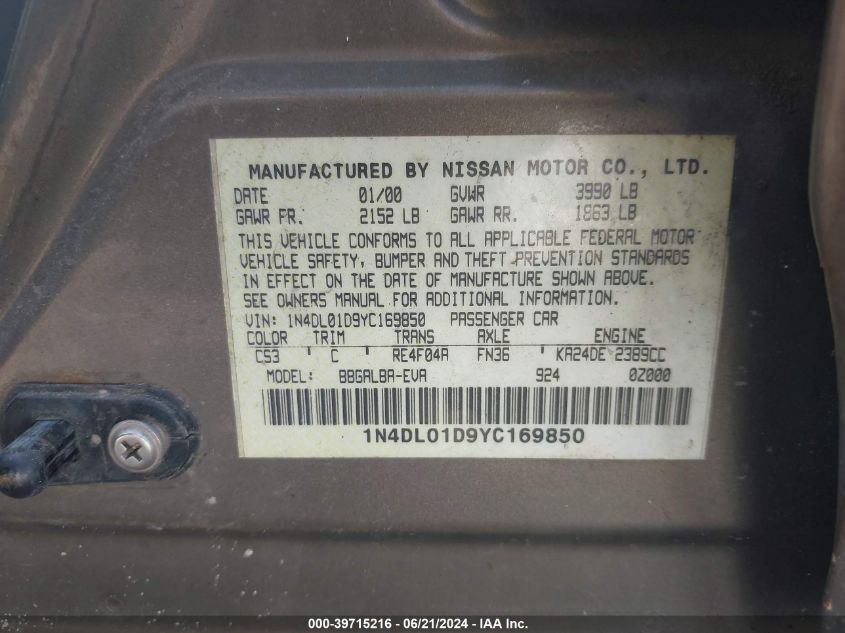 MANUFACTURED BY NISSAN MOTOR CO., LTD.
DATE 01/00 GVWR 3990 LB
GAWR FR. 2152 LB GAWR RR. 1863 LB
THIS VEHICLE CONFORMS TO ALL APPLICABLE FEDERAL MOTOR
VEHICLE SAFETY, BUMPER AND THEFT PREVENTION STANDARDS
IN EFFECT ON THE DATE OF MANUFACTURE SHOWN ABOVE.
SEE OWNERS MANUAL FOR ADDITIONAL INFORMATION.
VIN: 1N4DL01D9YC169850 PASSENGER CAR
COLOR TRIM TRANS AXLE ENGINE
CS3 C RE4F04A FN36 KA24DE 2389CC
MODEL: BBGALBA-EVA 924 0Z000
1N4DL01D9YC169850
000-39715216 - 06/21/2024 - IAAI Inc.